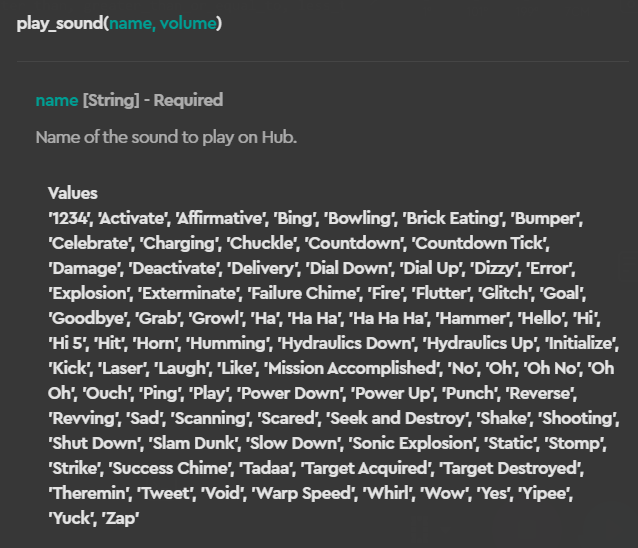 play_sound(name, volume)
name [String] - Required
Name of the sound to play on Hub.
Values
'1234', 'Activate', 'Affirmative', 'Bing', 'Bowling', 'Brick Eating', 'Bumper',
'Celebrate', 'Charging', 'Chuckle', 'Countdown', 'Countdown Tick',
'Damage', 'Deactivate', 'Delivery', 'Dial Down', 'Dial Up', 'Dizzy', 'Error',
'Explosion', 'Exterminate', 'Failure Chime', 'Fire', 'Flutter', 'Glitch', 'Goal',
'Goodbye', 'Grab', 'Growl', 'Ha', 'Ha Ha', 'Ha Ha Ha', 'Hammer', 'Hello', 'Hi',
'Hi 5', 'Hit', 'Horn', 'Humming', 'Hydraulics Down', 'Hydraulics Up', 'Initialize',
'Kick', 'Laser', 'Laugh', 'Like', 'Mission Accomplished', 'No', 'Oh', 'Oh No', 'Oh
Oh', 'Ouch', 'Ping', 'Play', 'Power Down', 'Power Up', 'Punch', 'Reverse',
'Revving', 'Sad', 'Scanning', 'Scared', 'Seek and Destroy', 'Shake', 'Shooting',
'Shut Down', 'Slam Dunk', 'Slow Down', 'Sonic Explosion', 'Static', 'Stomp',
'Strike', 'Success Chime', 'Tadaa', 'Target Acquired', 'Target Destroyed',
'Theremin', 'Tweet', 'Void', 'Warp Speed', 'Whirl', 'Wow', 'Yes', 'Yipee',
'Yuck', 'Zap'